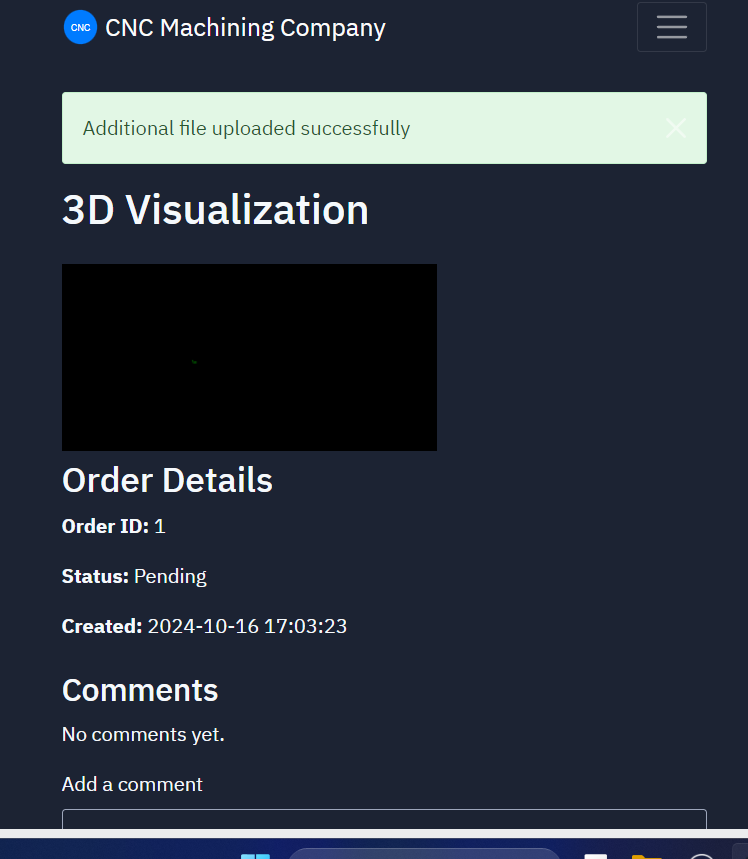 CNC CNC Machining Company
Additional file uploaded successfully
3D Visualization
Order Details
Order ID: 1
Status: Pending
Created: 2024-10-16 17:03:23
Comments
No comments yet.
Add a comment